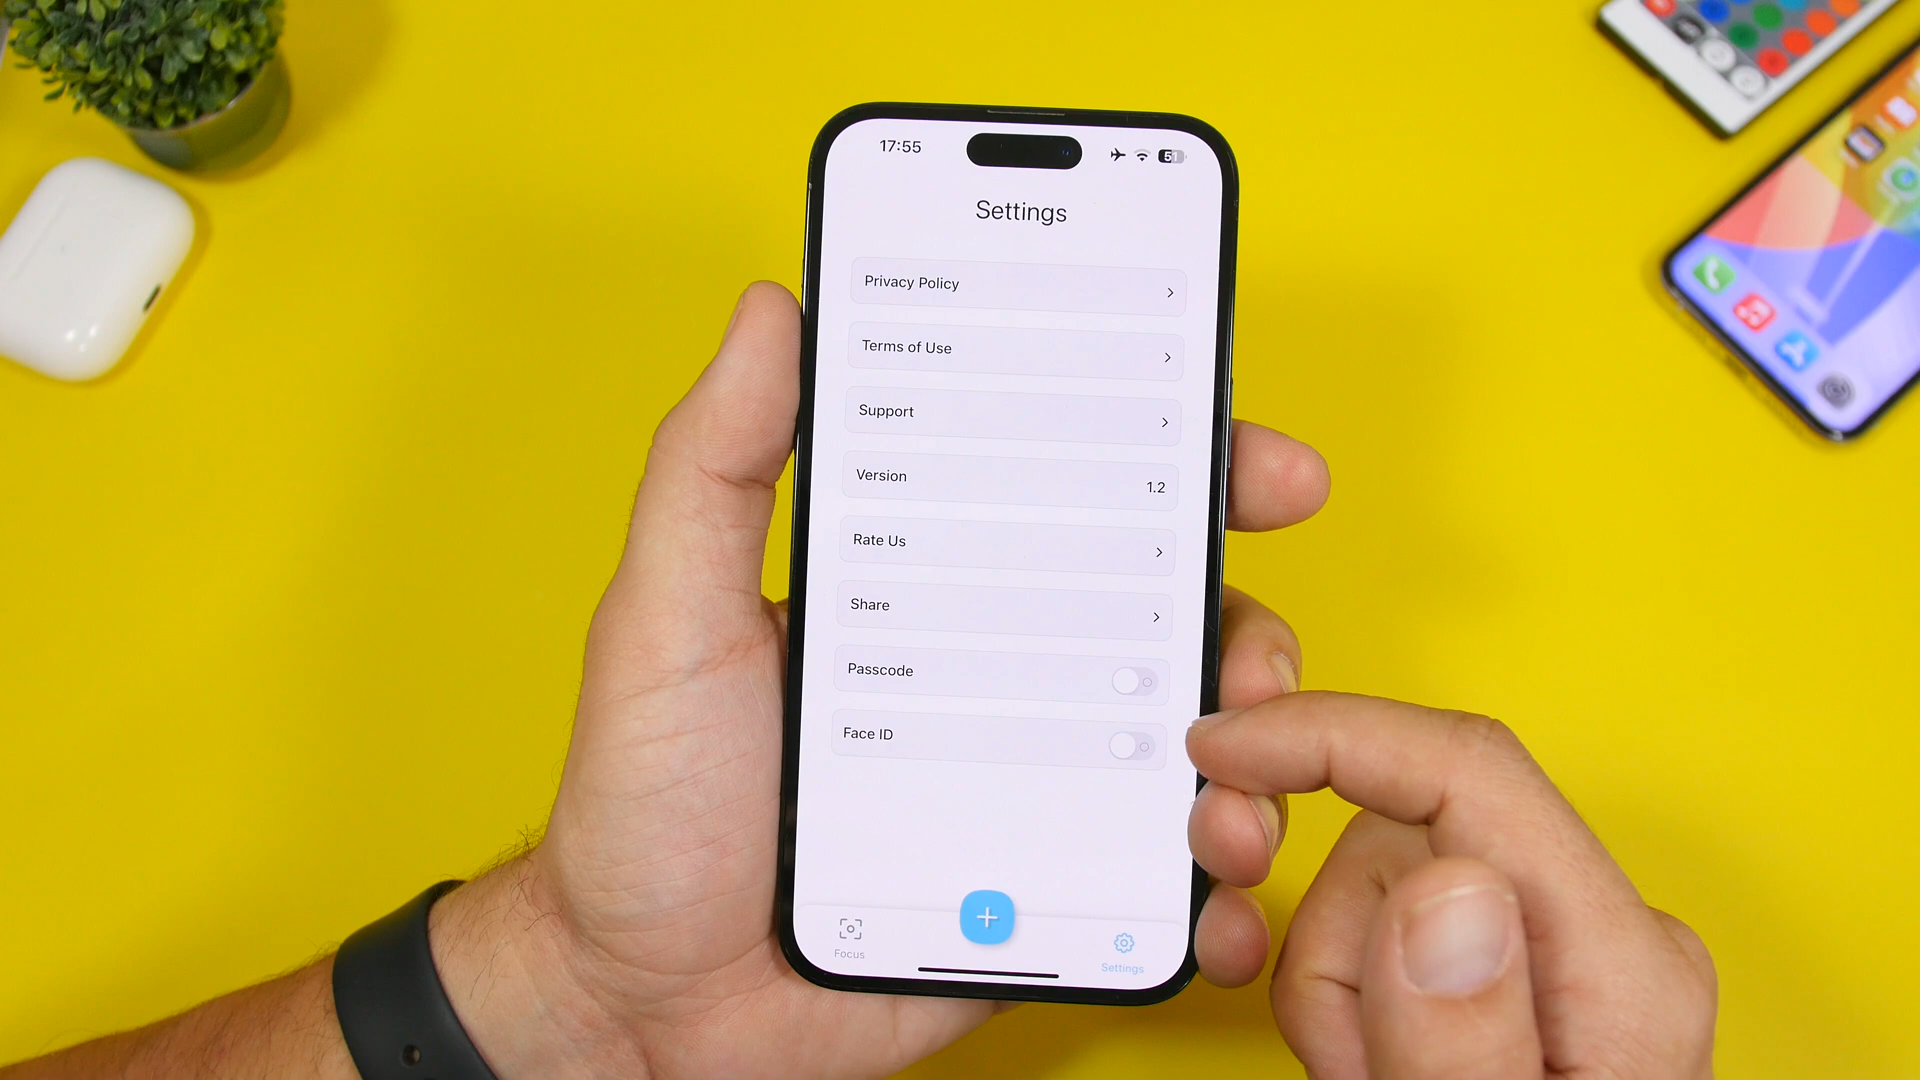 17:55
51
Settings
Privacy Policy
Terms of Use
Support
Version 1.2
Rate Us
Share
Passcode
Face ID
Focus
Settings